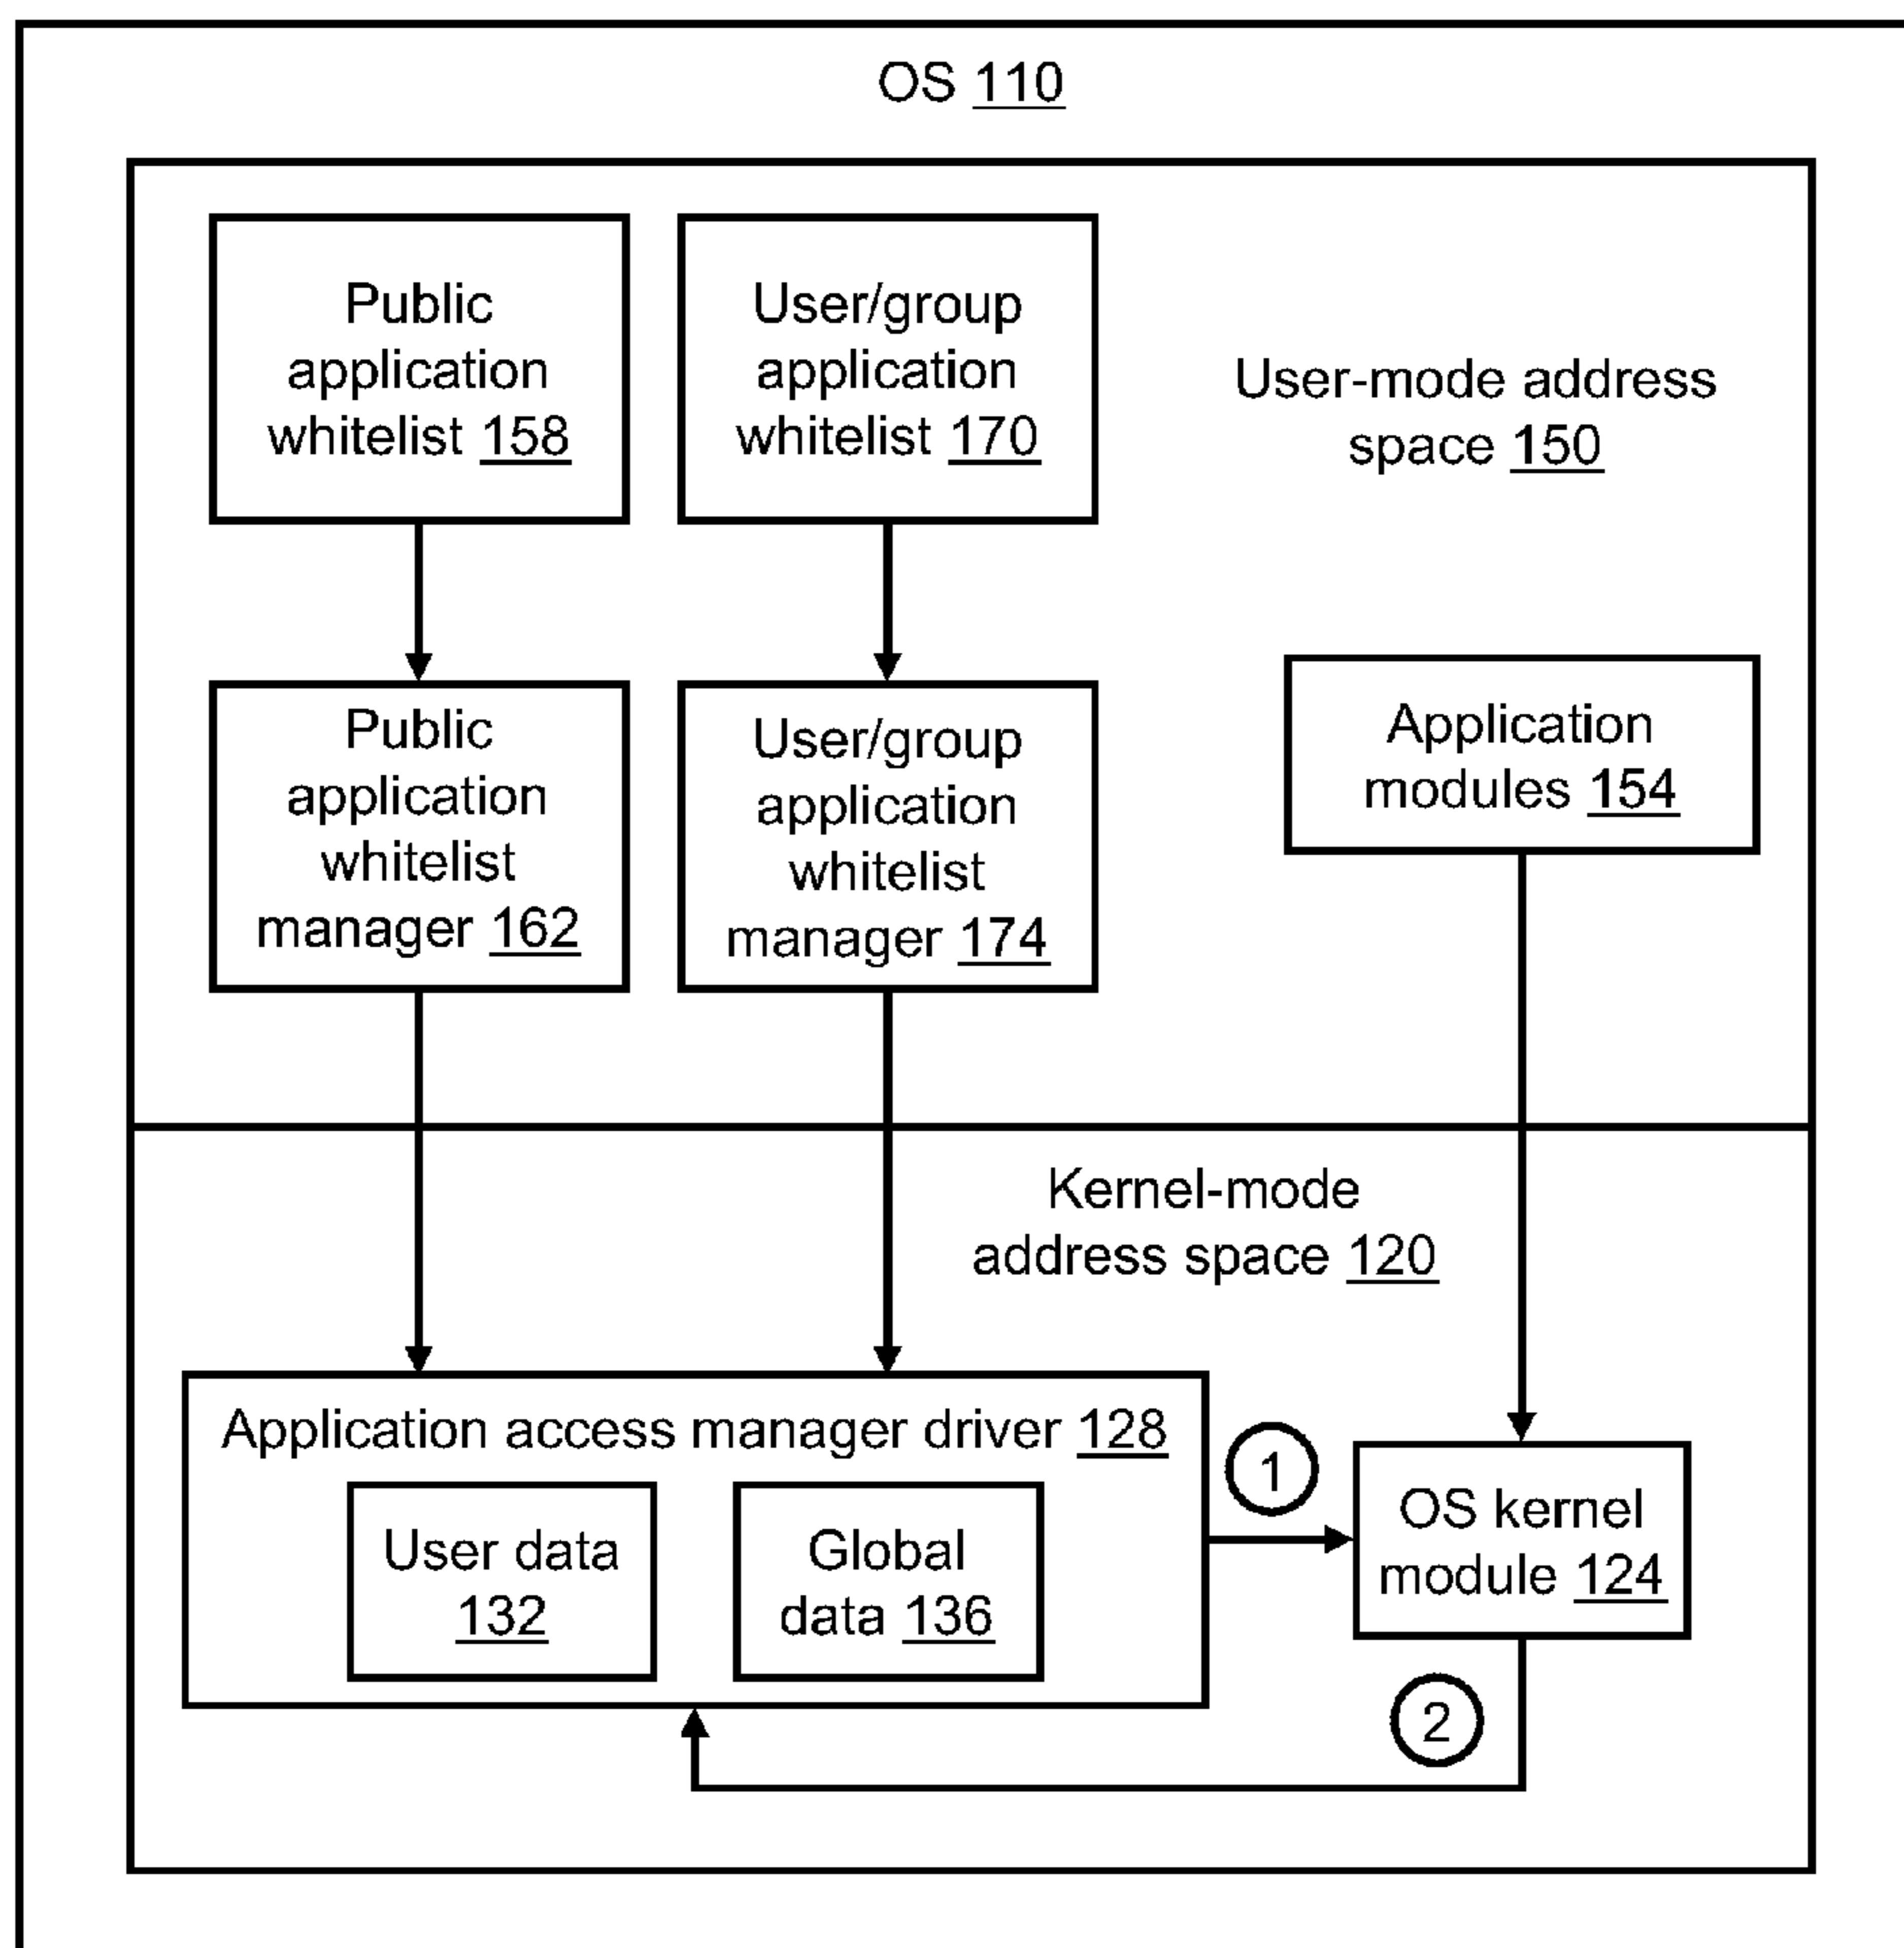 OS 110
Public
application
whitelist 158
User/group
application
whitelist 170
User-mode address
space 150
Public
application
whitelist
manager 162
User/group
application
whitelist
manager 174
Application
modules 154
Kernel-mode
address space 120
Application access manager driver 128
User data
132
Global
data 136
1
OS kernel
module 124
2